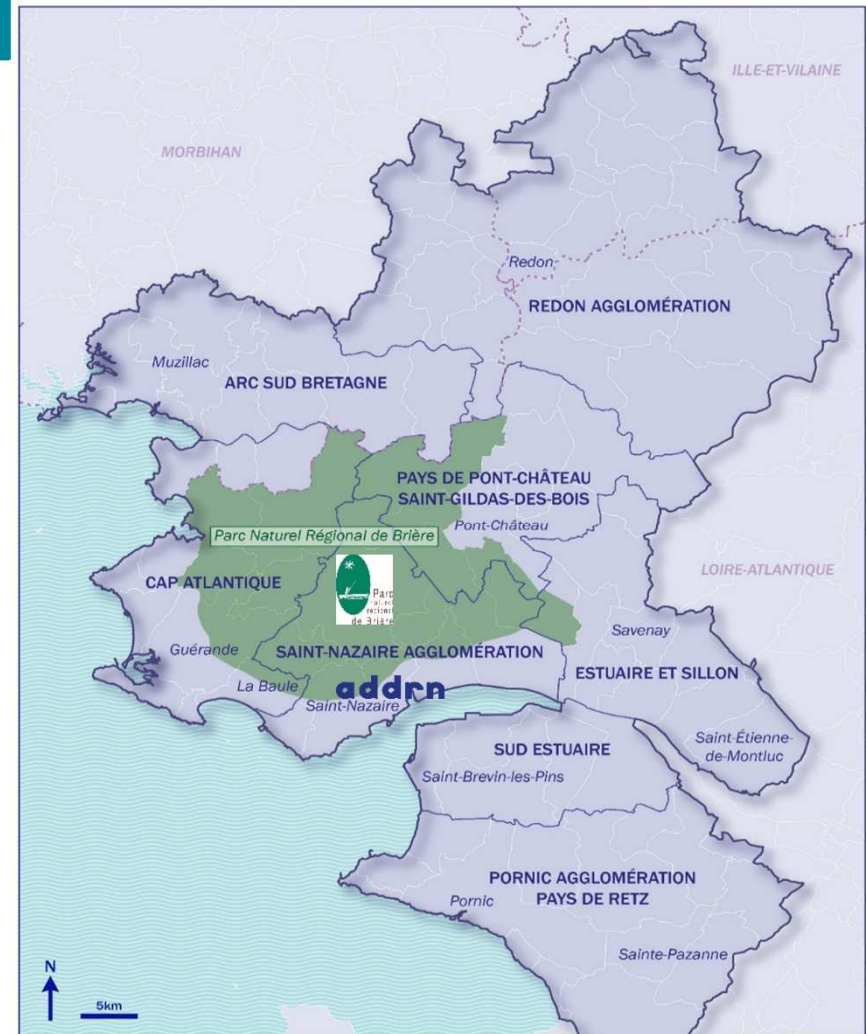 ILLE-ET-VILAINE
MORBIHAN
Redon
REDON AGGLOMÉRATION
Muzillac
ARC SUD BRETAGNE
PAYS DE PONT-CHÂTEAU
SAINT-GILDAS-DES-BOIS
Pont-Château
Parc Naturel Régional de Brière
LOIRE-ATLANTIQUE
CAP ATLANTIQUE
Parc
naturel
régional
de Brière
Savenay
Guérande
SAINT-NAZAIRE AGGLOMÉRATION
ESTUAIRE ET SILLON
La Baule
addrn
Saint-Nazaire
Saint-Étienne-
de-Montluc
SUD ESTUAIRE
Saint-Brevin-les-Pins
PORNIC AGGLOMÉRATION
PAYS DE RETZ
Pornic
Sainte-Pazanne
N
5km